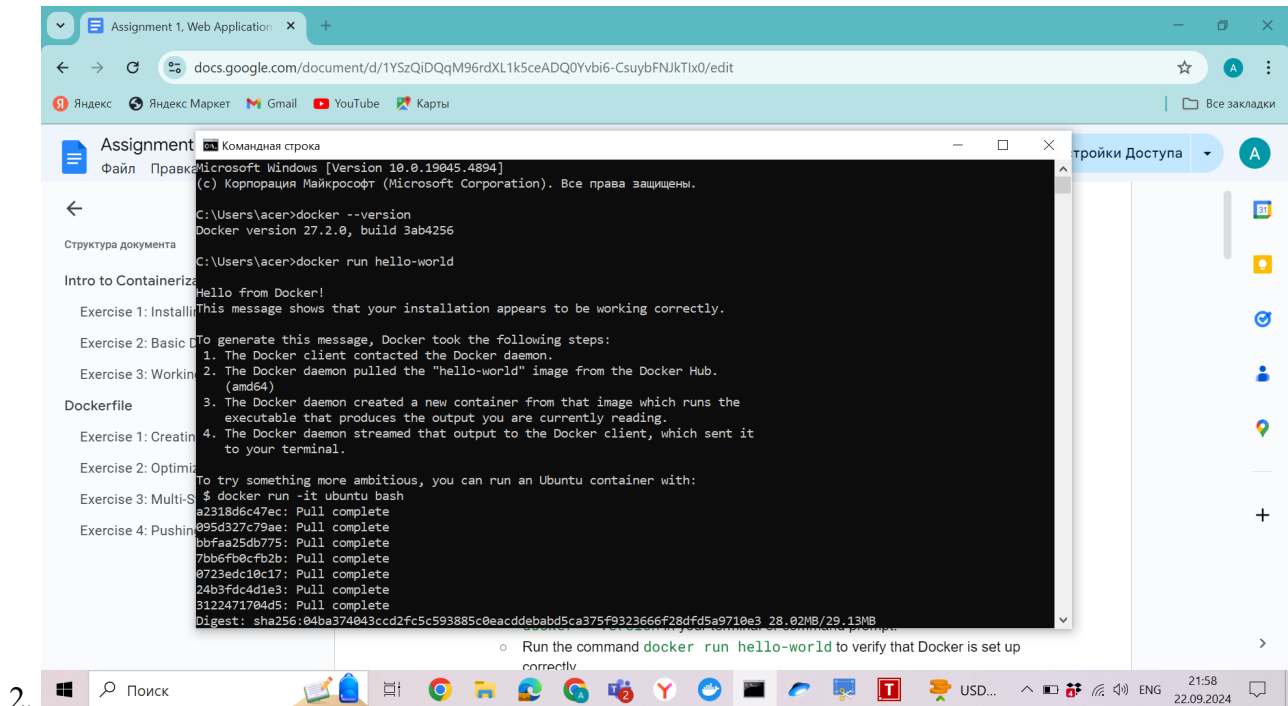 Assignment 1, Web Application
docs.google.com/document/d/1YSzQiDQqM96rdXL1k5ceADQ0Yvbi6-CsuybFNJkTIx0/edit
Яндекс Яндекс Маркет Gmail YouTube Карты Все закладки
Assignment
Файл Правка
тройки Доступа
A
Командная строка
Microsoft Windows [Version 10.0.19045.4894]
(c) Корпорация Майкрософт (Microsoft Corporation). Все права защищены.
C:\Users\acer>docker --version
Docker version 27.2.0, build 3ab4256
C:\Users\acer>docker run hello-world
Hello from Docker!
This message shows that your installation appears to be working correctly.
To generate this message, Docker took the following steps:
1. The Docker client contacted the Docker daemon.
2. The Docker daemon pulled the "hello-world" image from the Docker Hub.
(amd64)
3. The Docker daemon created a new container from that image which runs the
executable that produces the output you are currently reading.
4. The Docker daemon streamed that output to the Docker client, which sent it
to your terminal.
To try something more ambitious, you can run an Ubuntu container with:
$ docker run -it ubuntu bash
a2318d6c47ec: Pull complete
095d327c79ae: Pull complete
bbfaa25db775: Pull complete
7bb6fb0cfb2b: Pull complete
0723edc10c17: Pull complete
24b3fdc4d1e3: Pull complete
3122471704d5: Pull complete
Digest: sha256:04ba374043ccd2fc5c593885c0eacddebabd5ca375f9323666f28dfd5a9710e3 28.02MB/29.13MB
Структура документа
Intro to Containeriza
Exercise 1: Installi
Exercise 2: Basic D
Exercise 3: Workin
Dockerfile
Exercise 1: Creatin
Exercise 2: Optimiz
Exercise 3: Multi-S
Exercise 4: Pushin
Run the command docker run hello-world to verify that Docker is set up
correctly
2.
Поиск
USD...
ENG
21:58
22.09.2024